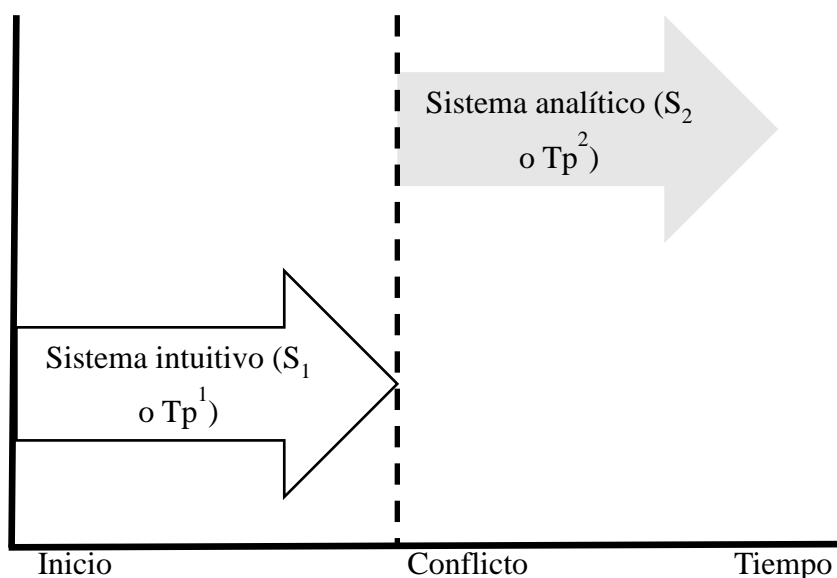 Sistema analítico (S₂
o Tp²)
Sistema intuitivo (S₁
o Tp¹)
Inicio
Conflicto
Tiempo